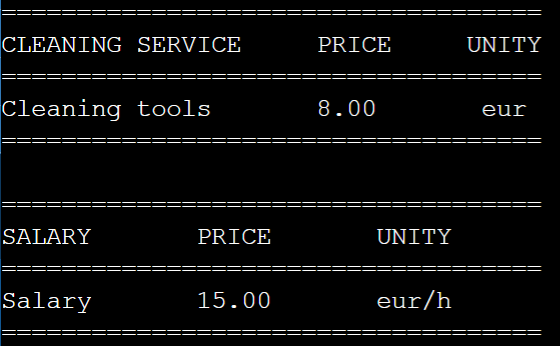 ====================================
CLEANING SERVICE     PRICE     UNITY
====================================
Cleaning tools       8.00       eur
====================================

====================================
SALARY       PRICE       UNITY
====================================
Salary       15.00       eur/h
====================================